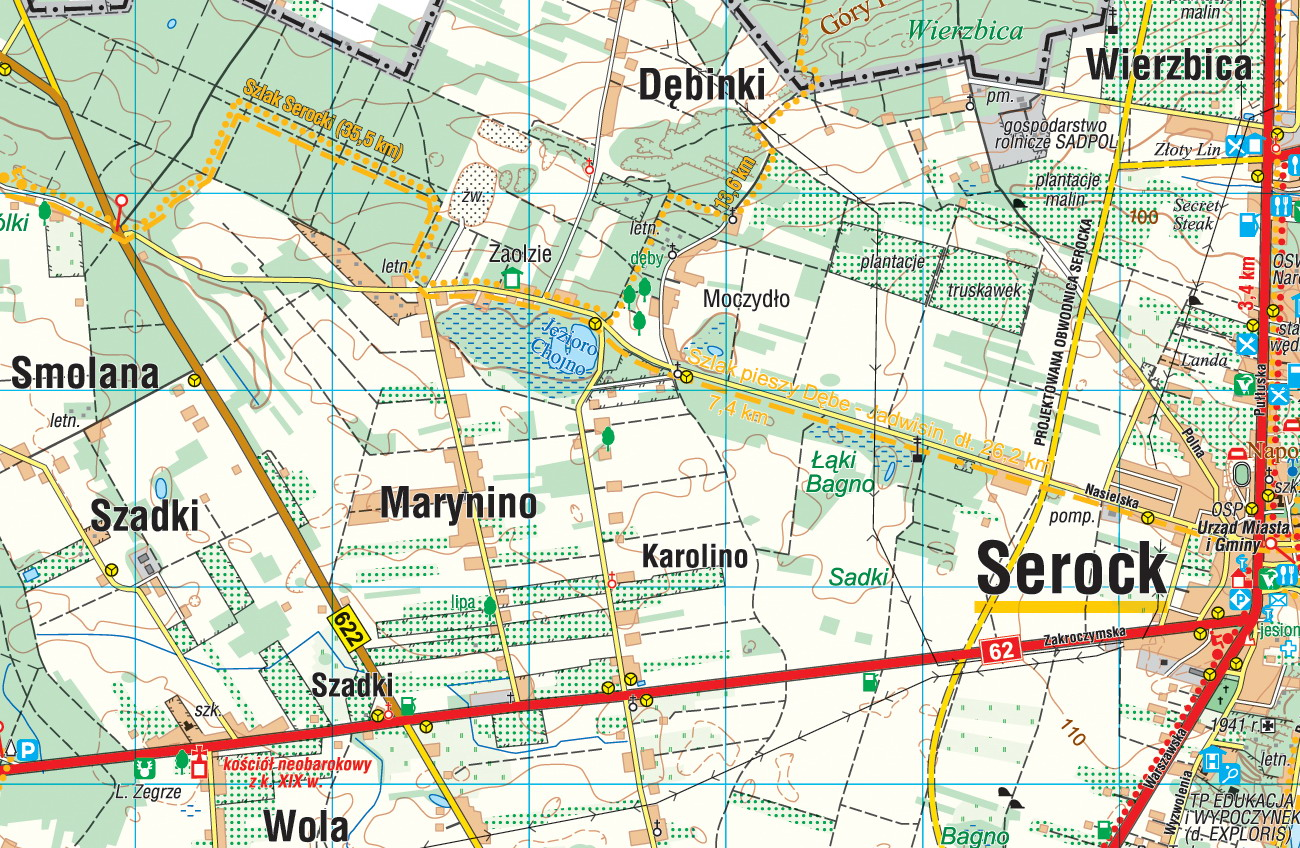 malin
Góry
Wierzbica
Wierzbica
Dębinki
pm.
gospodarstwo
rolnicze SADPOL
Złoty Lin
Szlak Serocki (35,5 km)
13,6 km
plantacje
malin
Secret
Steak
100
żw.
letn.
dęby
Zaolzie
letn.
plantacje
truskawek
Moczydło
PROJEKTOWANA OBWODNICA SEROCKA
3,4 km
Landa
Pułtuska
Jezioro
Chojno
Smolana
letn.
Szlak pieszy Dębe - Jadwisin, dł. 26,2 km
7,4 km
Polna
Łąki
Bagno
Nasielska
szk.
Szadki
Marynino
pomp.
OSP
Urząd Miasta
i Gminy
Karolino
Serock
Sadki
lipa
622
62
Zakroczymska
jesion
Szadki
szk.
110
1941 r.
P
P
kościół neobarokowy
z k. XIX w.
L. Zegrze
Warszawska
Wyzwolenia
H
letn.
Wola
Bagno
TP EDUKACJA
i WYPOCZYNEK
(d. EXPLORIS)